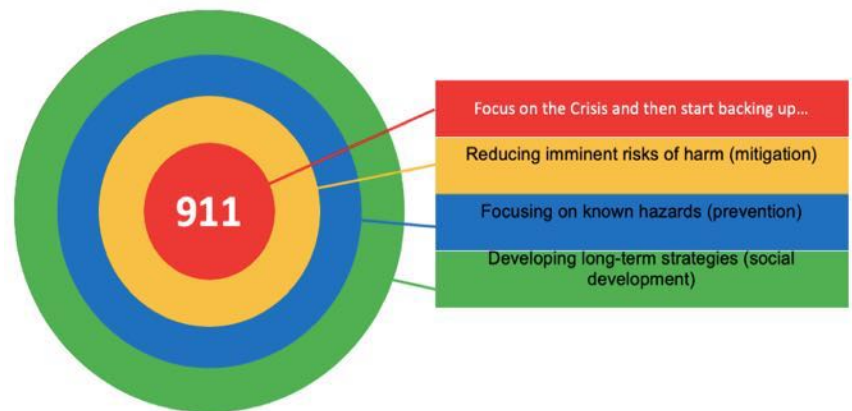 911
Focus on the Crisis and then start backing up...
Reducing imminent risks of harm (mitigation)
Focusing on known hazards (prevention)
Developing long-term strategies (social
development)